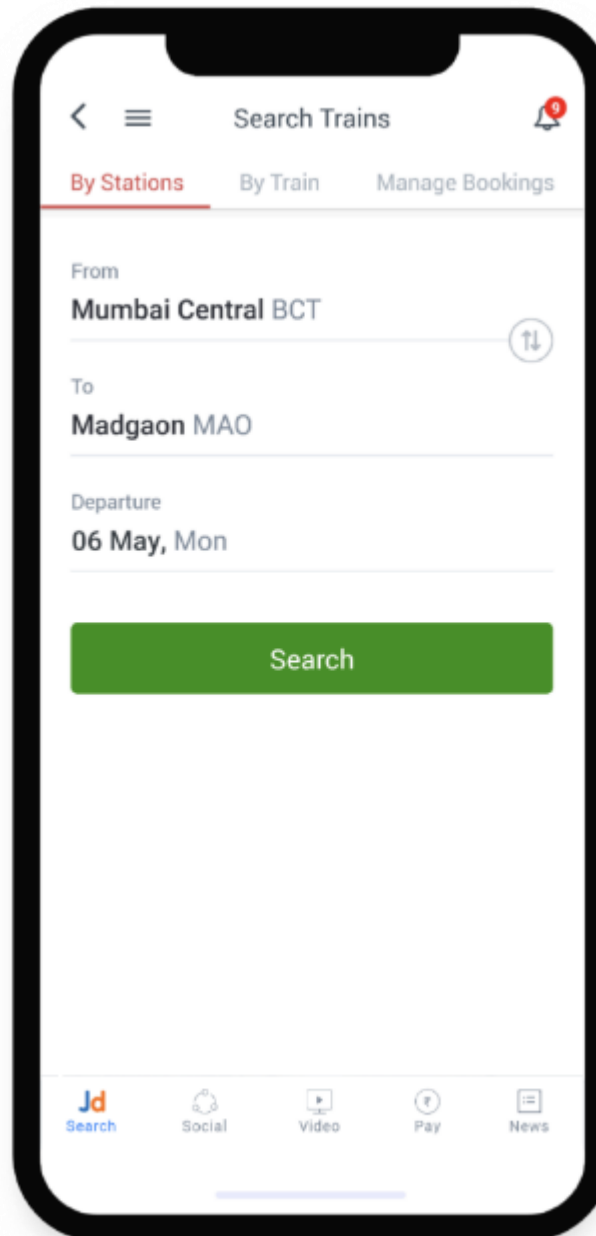 Search Trains
9
By Stations By Train Manage Bookings
From
Mumbai Central BCT
To
Madgaon MAO
Departure
06 May, Mon
Search
Jd
₹
Search Social Video Pay News